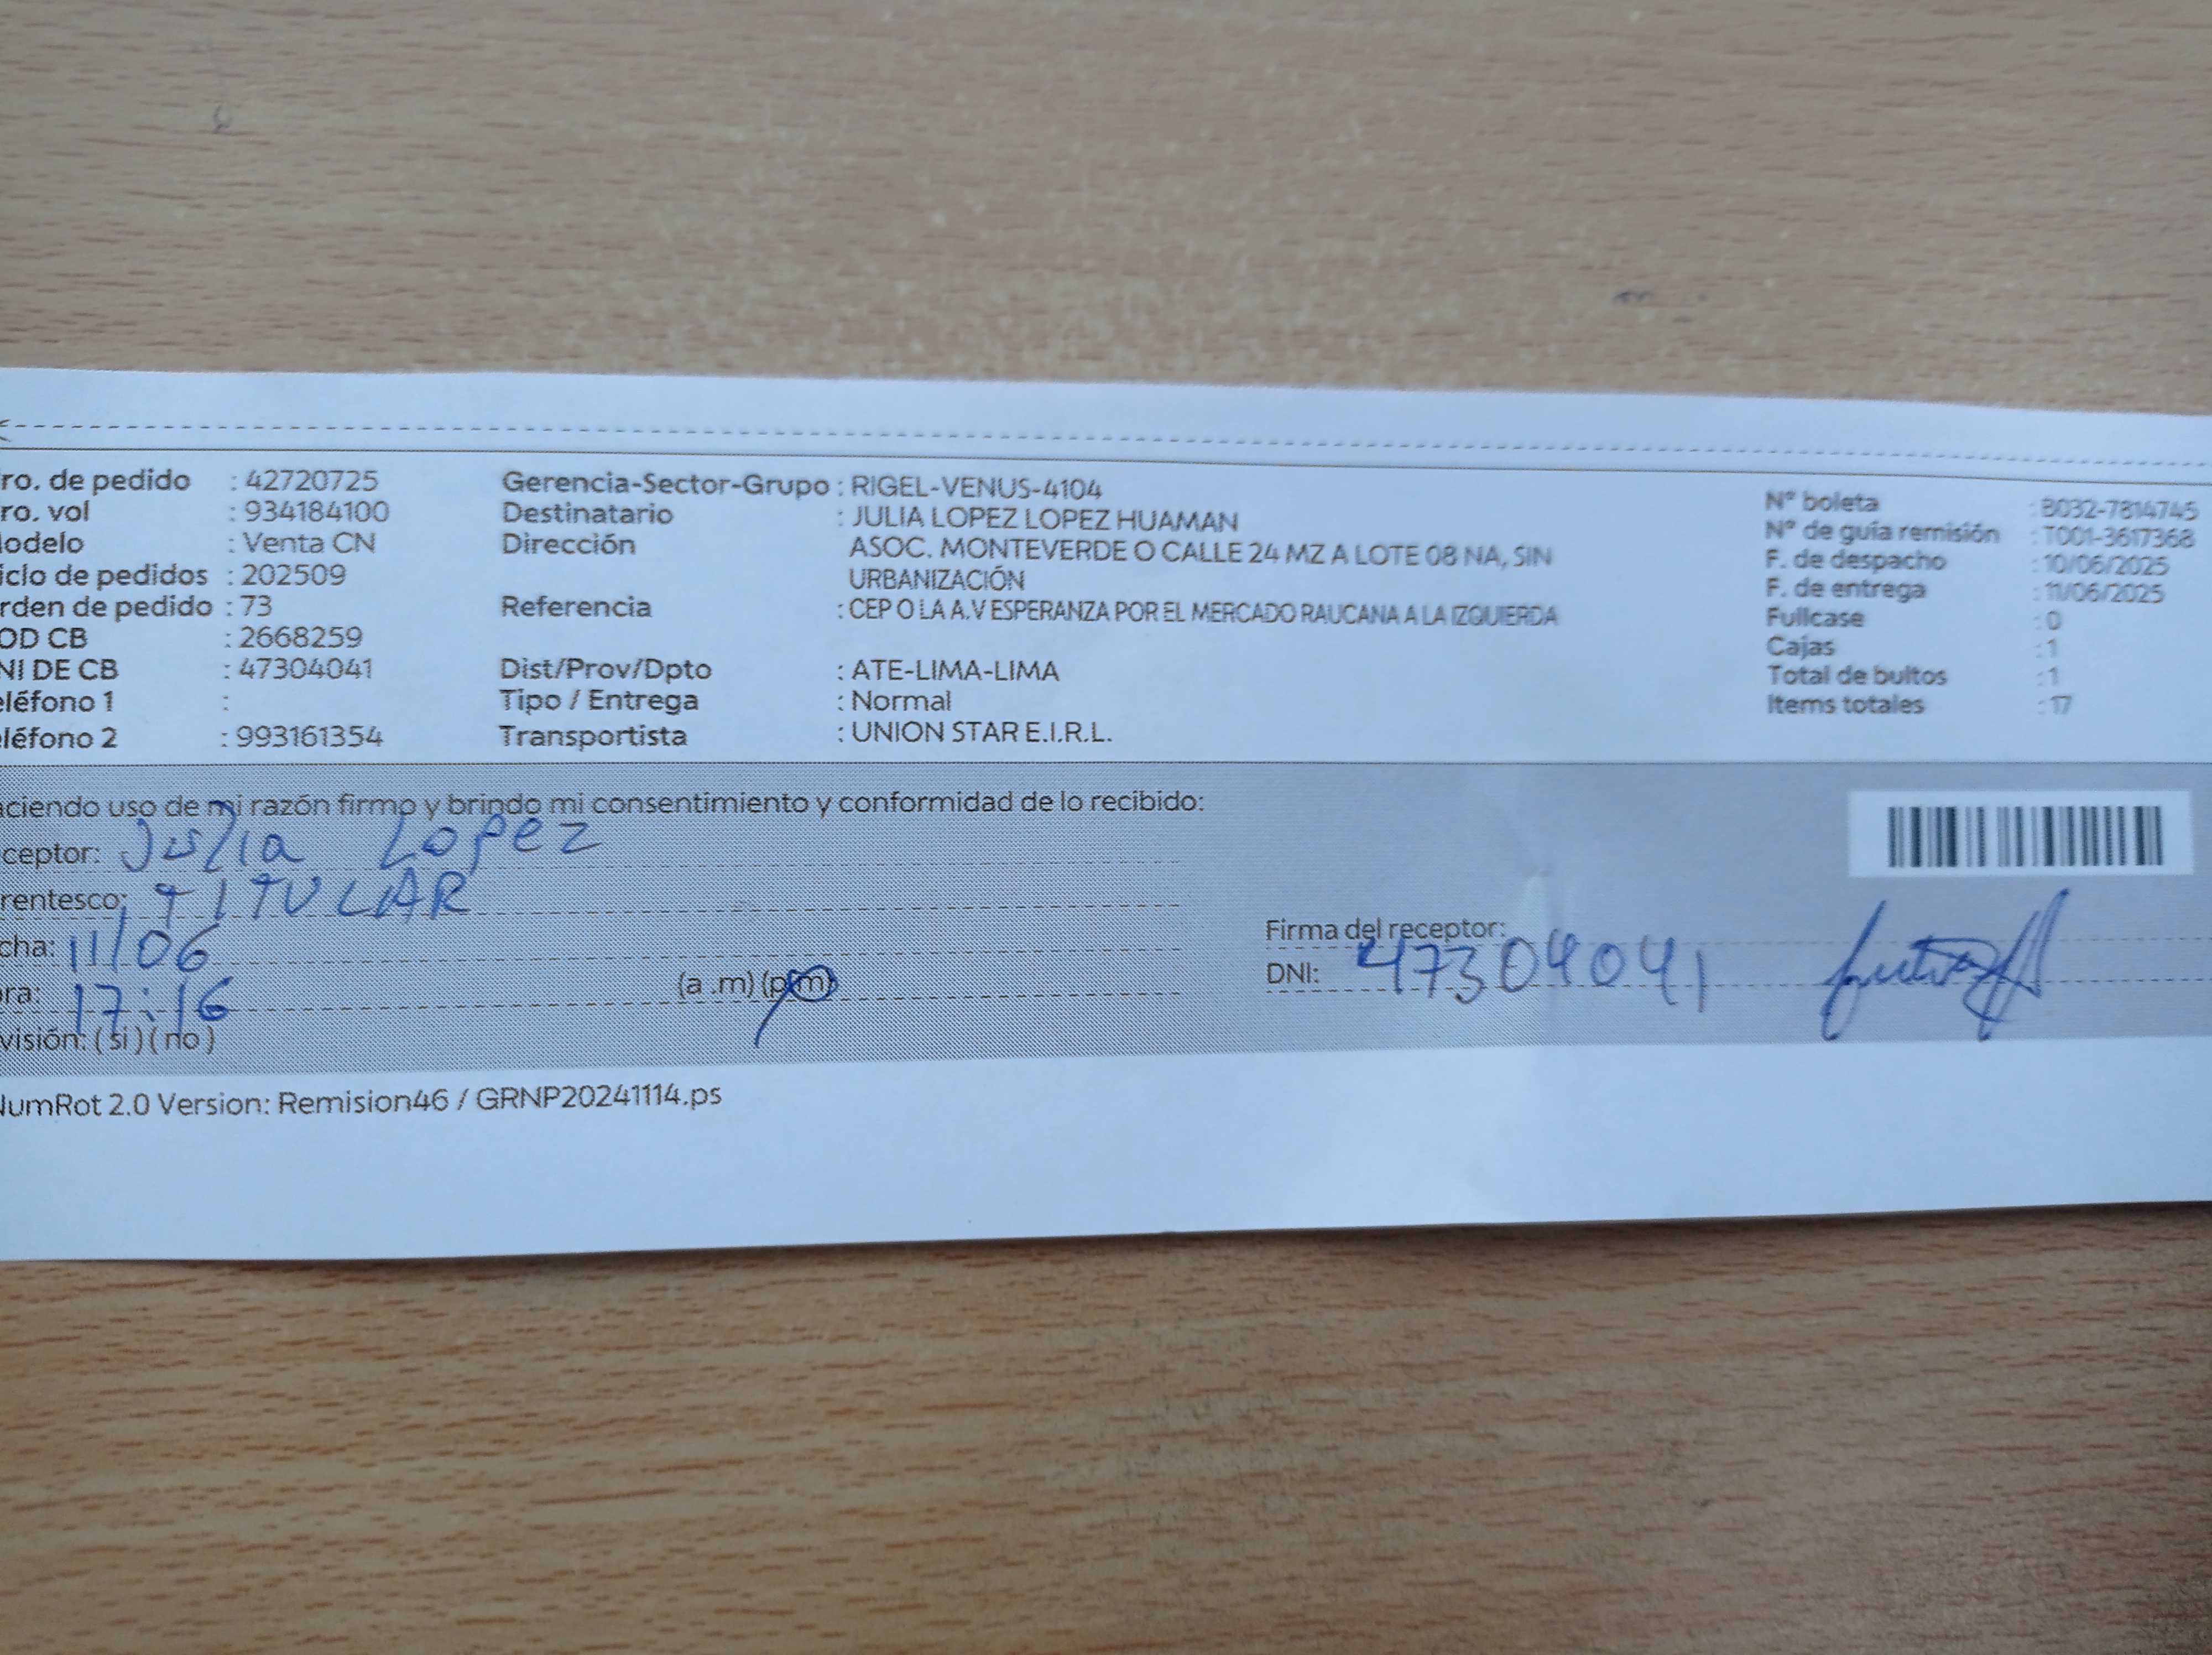 ro. de pedido : 42720725 Gerencia-Sector-Grupo : RIGEL-VENUS-4104 N° boleta : B032-7814745
ro. vol : 934184100 Destinatario : JULIA LOPEZ LOPEZ HUAMAN N° de guía remisión : T001-3617368
odelo : Venta CN Dirección ASOC. MONTEVERDE O CALLE 24 MZ A LOTE 08 NA, SIN F. de despacho : 10/06/2025
iclo de pedidos : 202509 URBANIZACIÓN F. de entrega : 11/06/2025
rden de pedido : 73 Referencia : CEP O LA A.V ESPERANZA POR EL MERCADO RAUCANA A LA IZQUIERDA Fullcase : 0
OD CB : 2668259 Cajas : 1
NI DE CB : 47304041 Dist/Prov/Dpto : ATE-LIMA-LIMA Total de bultos : 1
eléfono 1 : Tipo / Entrega : Normal Items totales : 17
léfono 2 : 993161354 Transportista : UNION STAR E.I.R.L.
aciendo uso de mi razón firmo y brindo mi consentimiento y conformidad de lo recibido:
ceptor: Julia Lopez
rentesco: TITULAR
cha: 11/06 Firma del receptor:
ora: 17:16 (a .m) (p.m) DNI: 47304041
visión: ( si ) ( no )
NumRot 2.0 Version: Remision46 / GRNP20241114.ps